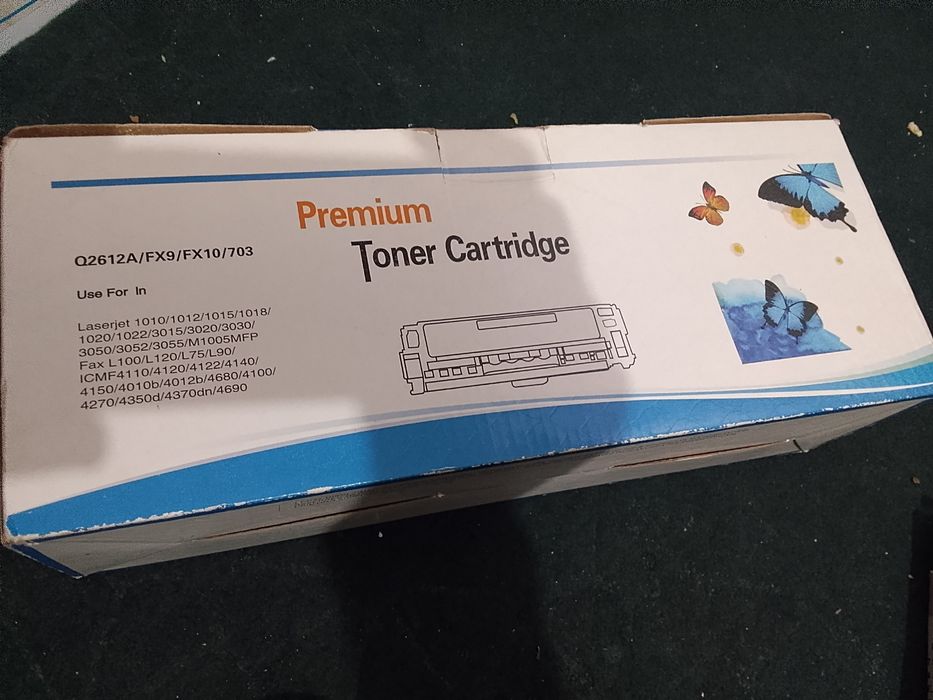 Premium
Toner Cartridge
Q2612A/FX9/FX10/703
Use For In
Laserjet 1010/1012/1015/1018/
1020/1022/3015/3020/3030/
3050/3052/3055/M1005MFP
Fax L100/L120/L75/L90/
ICMF4110/4120/4122/4140/
4150/4010b/4012b/4680/4100/
4270/4350d/4370dn/4690